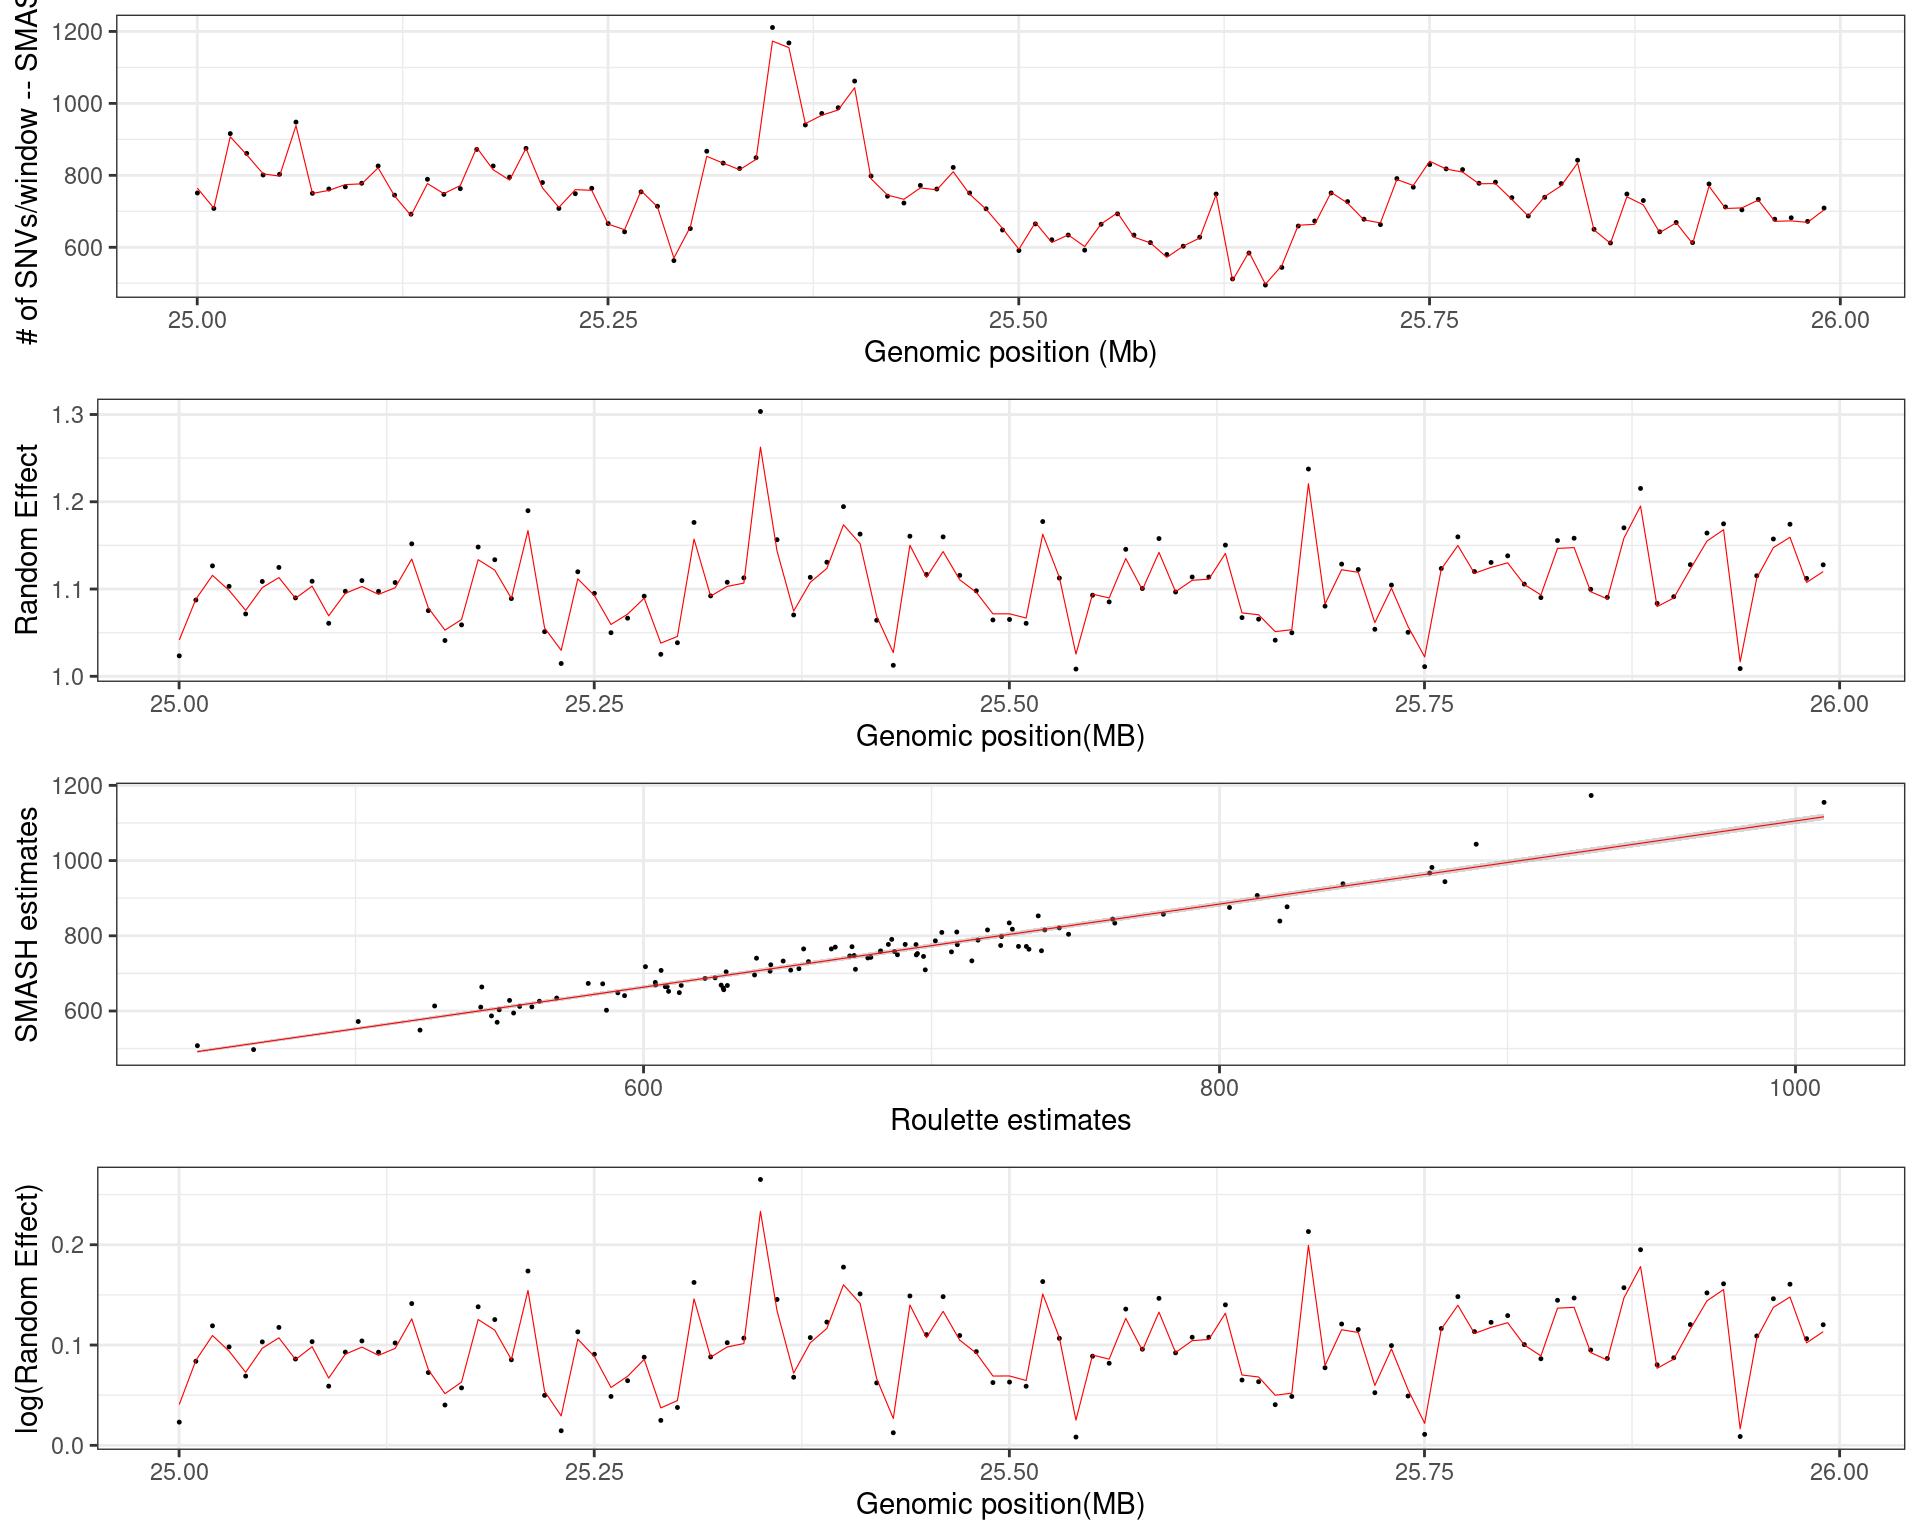 # of SNVs/window -- SMAS
1200
1000
800
600
25.00 25.25 25.50 25.75 26.00
Genomic position (Mb)
Random Effect
1.3
1.2
1.1
1.0
25.00 25.25 25.50 25.75 26.00
Genomic position(MB)
SMASH estimates
1200
1000
800
600
600 800 1000
Roulette estimates
log(Random Effect)
0.2
0.1
0.0
25.00 25.25 25.50 25.75 26.00
Genomic position(MB)